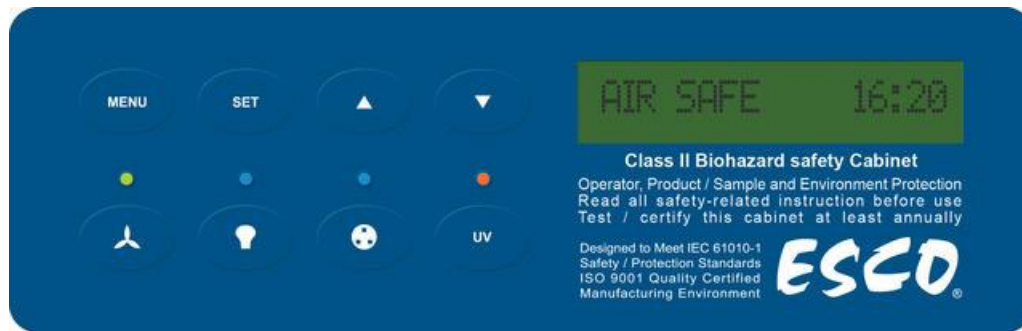 MENU
SET
AIR SAFE 16:20
Class II Biohazard safety Cabinet
Operator, Product / Sample and Environment Protection
Read all safety-related instruction before use
Test / certify this cabinet at least annually
UV
Designed to Meet IEC 61010-1
Safety / Protection Standards
ISO 9001 Quality Certified
Manufacturing Environment
ESCO®